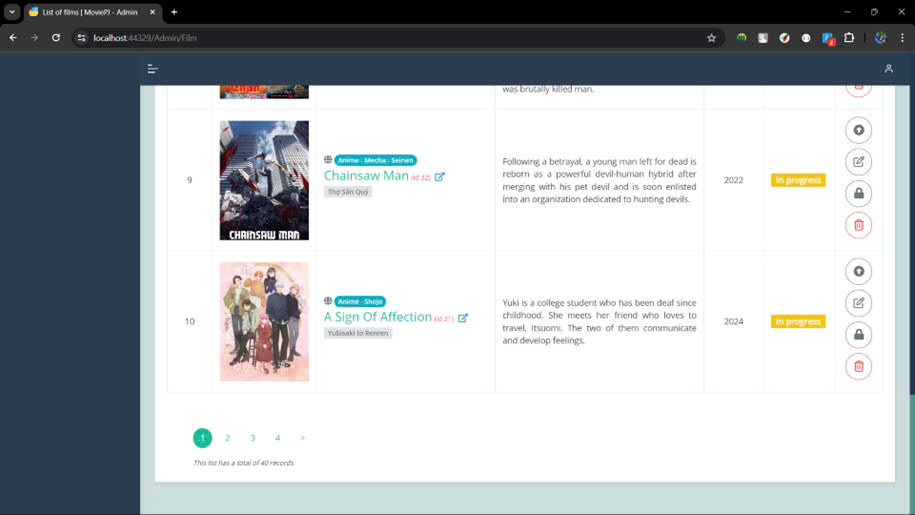 List of films | MoviePJ - Admin
localhost:44329/Admin/Film
2
was brutally killed man.
9
CHAINSAW MAN
Anime - Mecha - Seinen
Chainsaw Man (id 32)
Thợ Săn Quỷ
Following a betrayal, a young man left for dead is
reborn as a powerful devil-human hybrid after
merging with his pet devil and is soon enlisted
into an organization dedicated to hunting devils.
2022
In progress
10
Anime - Shojo
A Sign Of Affection (id 31)
Yubisaki to Renren
Yuki is a college student who has been deaf since
childhood. She meets her friend who loves to
travel, Itsuomi. The two of them communicate
and develop feelings.
2024
In progress
1 2 3 4 >
This list has a total of 40 records